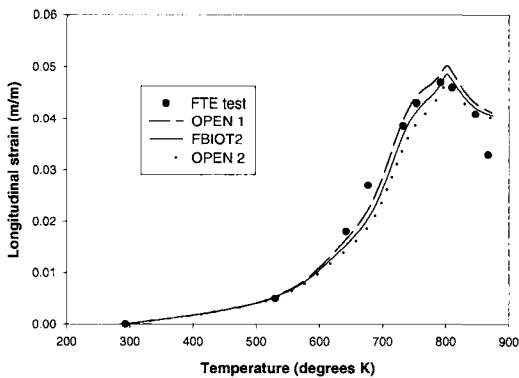 0.06
0.05
0.04
0.03
0.02
0.01
0.00
Longitudinal strain (m/m)
FTE test
OPEN 1
FBIOT2
OPEN 2
200 300 400 500 600 700 800 900
Temperature (degrees K)